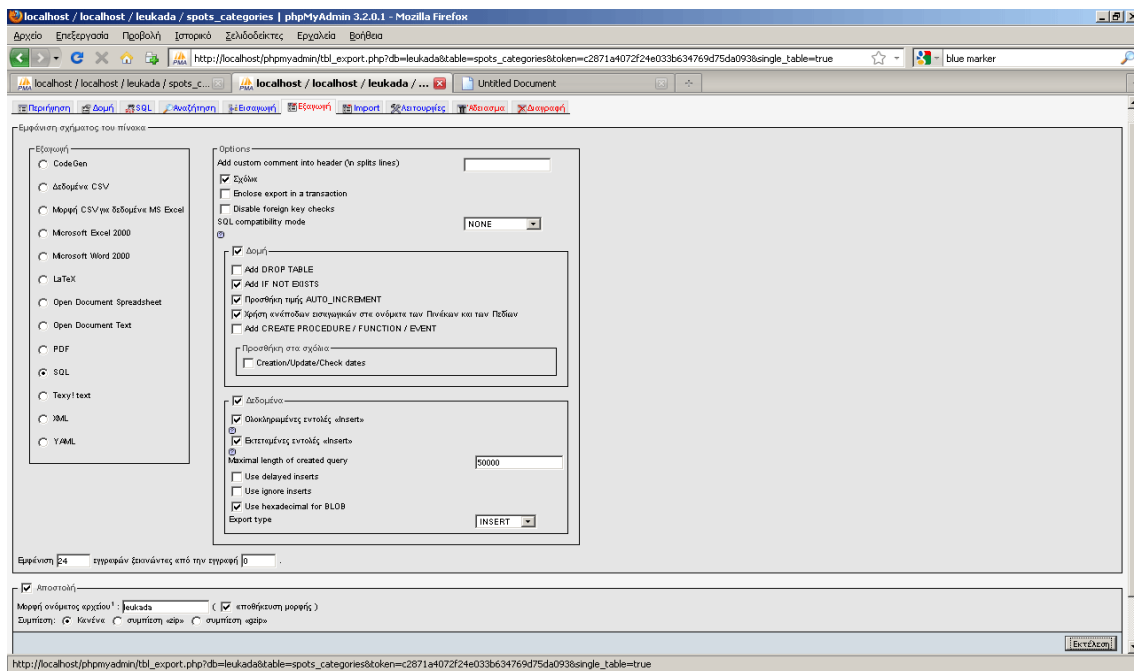 localhost / localhost / leukada / spots_categories | phpMyAdmin 3.2.0.1 - Mozilla Firefox
Αρχείο Επεξεργασία Προβολή Ιστορικό Σελιδοδείκτες Εργαλεία Βοήθεια
http://localhost/phpmyadmin/tbl_export.php?db=leukada&table=spots_categories&token=c2871a4072f24e033b634769d75da093&single_table=true
blue marker
localhost / localhost / leukada / spots_c...
localhost / localhost / leukada / ...
Untitled Document
Περιήγηση Δομή SQL Αναζήτηση Εισαγωγή Εξαγωγή Import Λειτουργίες Άδειασμα Διαγραφή
Εμφάνιση σχήματος του πίνακα
Εξαγωγή
CodeGen
Δεδομένα CSV
Μορφή CSV για δεδομένα MS Excel
Microsoft Excel 2000
Microsoft Word 2000
LaTeX
Open Document Spreadsheet
Open Document Text
PDF
SQL
Texy! text
XML
YAML
Options
Add custom comment into header (\n splits lines)
Σχόλια
Enclose export in a transaction
Disable foreign key checks
SQL compatibility mode NONE
Δομή
Add DROP TABLE
Add IF NOT EXISTS
Προσθήκη τιμής AUTO_INCREMENT
Χρήση ανάποδων εισαγωγικών στα ονόματα των Πινάκων και των Πεδίων
Add CREATE PROCEDURE / FUNCTION / EVENT
Προσθήκη στα σχόλια
Creation/Update/Check dates
Δεδομένα
Ολοκληρωμένες εντολές «Insert»
Εκτεταμένες εντολές «Insert»
Maximal length of created query 50000
Use delayed inserts
Use ignore inserts
Use hexadecimal for BLOB
Export type INSERT
Εμφάνιση 24 εγγραφών ξεκινώντας από την εγγραφή 0 .
Αποστολή
Μορφή ονόματος αρχείου1 : leukada ( αποθήκευση μορφής )
Συμπίεση: Κανένα συμπίεση «zip» συμπίεση «gzip»
Εκτέλεση
http://localhost/phpmyadmin/tbl_export.php?db=leukada&table=spots_categories&token=c2871a4072f24e033b634769d75da093&single_table=true